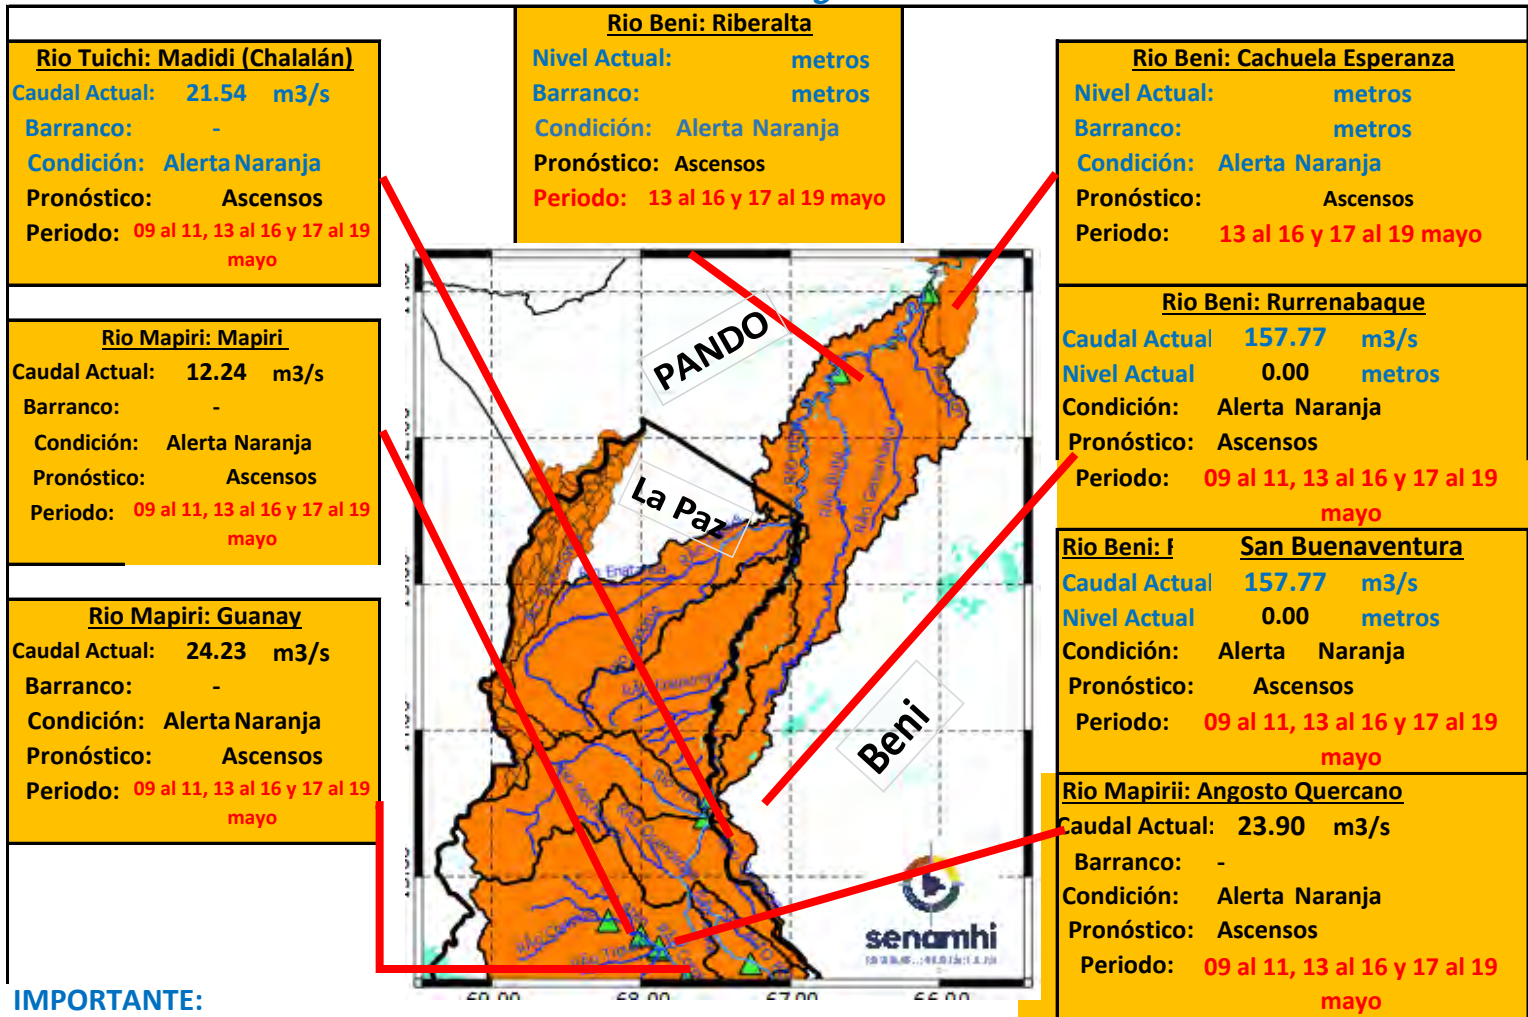 Rio Tuichi: Madidi (Chalalán)
Caudal Actual: 21.54 m3/s
Barranco: -
Condición: Alerta Naranja
Pronóstico: Ascensos
Periodo: 09 al 11, 13 al 16 y 17 al 19
mayo
Rio Mapiri: Mapiri
Caudal Actual: 12.24 m3/s
Barranco: -
Condición: Alerta Naranja
Pronóstico: Ascensos
Periodo: 09 al 11, 13 al 16 y 17 al 19
mayo
Rio Mapiri: Guanay
Caudal Actual: 24.23 m3/s
Barranco: -
Condición: Alerta Naranja
Pronóstico: Ascensos
Periodo: 09 al 11, 13 al 16 y 17 al 19
mayo
Rio Beni: Riberalta
Nivel Actual: metros
Barranco: metros
Condición: Alerta Naranja
Pronóstico: Ascensos
Periodo: 13 al 16 y 17 al 19 mayo
PANDO
La Paz
Beni
senamhi
Rio Beni: Cachuela Esperanza
Nivel Actual: metros
Barranco: metros
Condición: Alerta Naranja
Pronóstico: Ascensos
Periodo: 13 al 16 y 17 al 19 mayo
Rio Beni: Rurrenabaque
Caudal Actual 157.77 m3/s
Nivel Actual 0.00 metros
Condición: Alerta Naranja
Pronóstico: Ascensos
Periodo: 09 al 11, 13 al 16 y 17 al 19
mayo
Rio Beni: San Buenaventura
Caudal Actual 157.77 m3/s
Nivel Actual 0.00 metros
Condición: Alerta Naranja
Pronóstico: Ascensos
Periodo: 09 al 11, 13 al 16 y 17 al 19
mayo
Rio Mapirii: Angosto Quercano
Caudal Actual: 23.90 m3/s
Barranco: -
Condición: Alerta Naranja
Pronóstico: Ascensos
Periodo: 09 al 11, 13 al 16 y 17 al 19
mayo
IMPORTANTE: